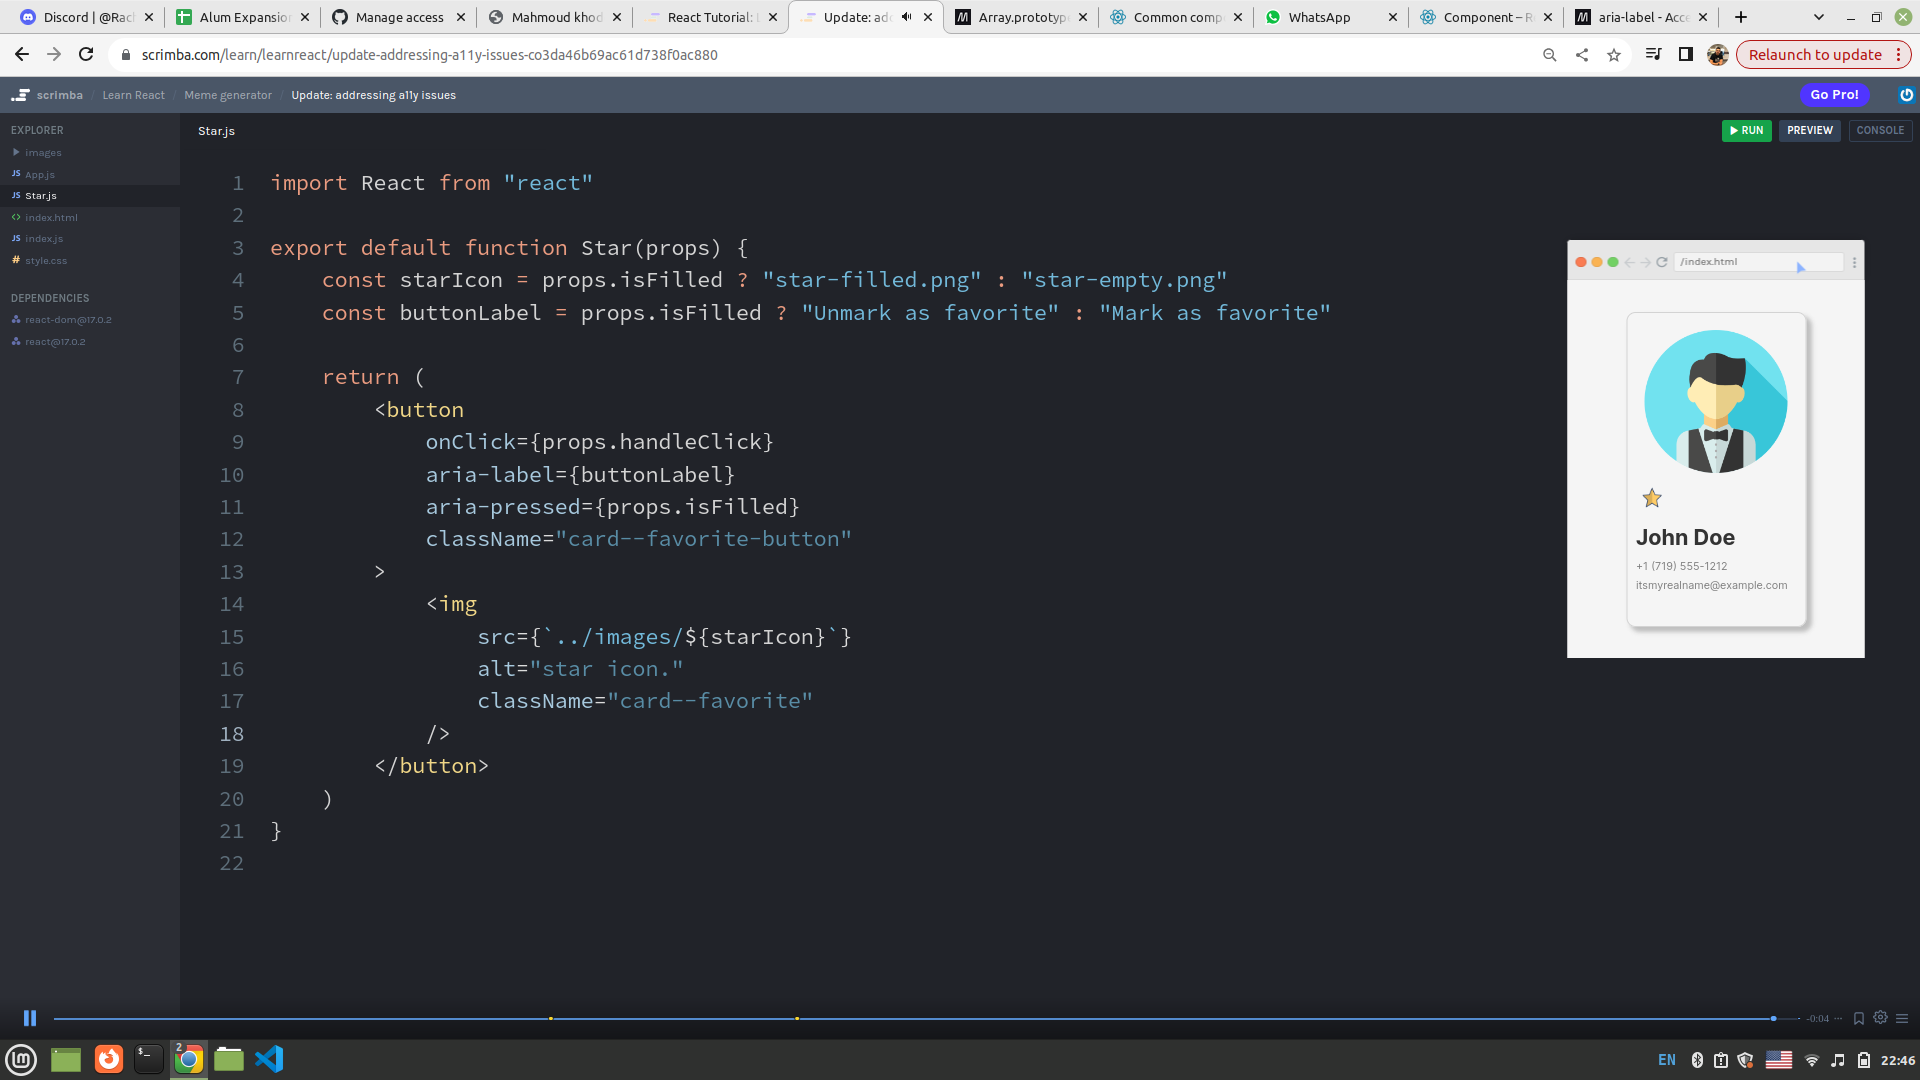 Discord | @Rac
Alum Expansion
Manage access
Mahmoud khod
React Tutorial:
Update: ad
Array.prototype
Common comp
WhatsApp
Component – R
aria-label - Acce
scrimba.com/learn/learnreact/update-addressing-a11y-issues-co3da46b69ac61d738f0ac880
Relaunch to update
scrimba / Learn React / Meme generator / Update: addressing a11y issues
Go Pro!
EXPLORER
images
JS App.js
JS Star.js
<> index.html
JS index.js
# style.css
DEPENDENCIES
react-dom@17.0.2
react@17.0.2
Star.js
RUN
PREVIEW
CONSOLE
1 import React from "react"
2
3 export default function Star(props) {
4 const starIcon = props.isFilled ? "star-filled.png" : "star-empty.png"
5 const buttonLabel = props.isFilled ? "Unmark as favorite" : "Mark as favorite"
6
7 return (
8 <button
9 onClick={props.handleClick}
10 aria-label={buttonLabel}
11 aria-pressed={props.isFilled}
12 className="card--favorite-button"
13 >
14 <img
15 src={`../images/${starIcon}`}
16 alt="star icon."
17 className="card--favorite"
18 />
19 </button>
20 )
21 }
22
/index.html
John Doe
+1 (719) 555-1212
itsmyrealname@example.com
-0:04
2
EN
22:46